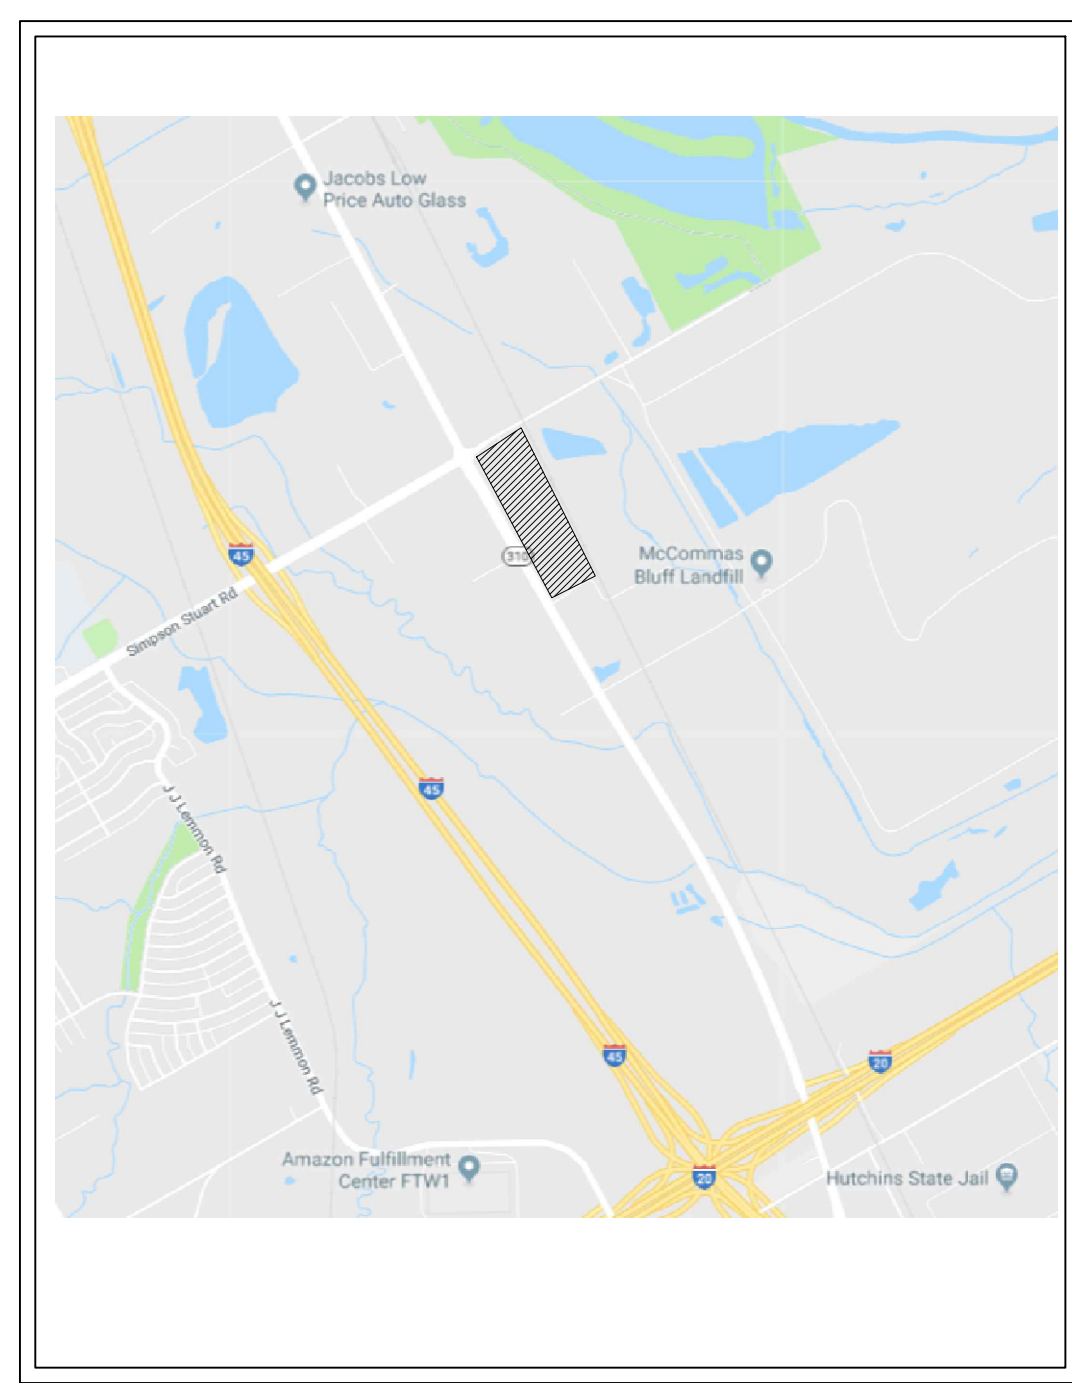 Jacobs Low
Price Auto Glass
45
310
McCommas
Bluff Landfill
Simpson Stuart Rd
45
J J Lemmon Rd
J J Lemmon Rd
45
20
Amazon Fulfillment
Center FTW1
20
Hutchins State Jail